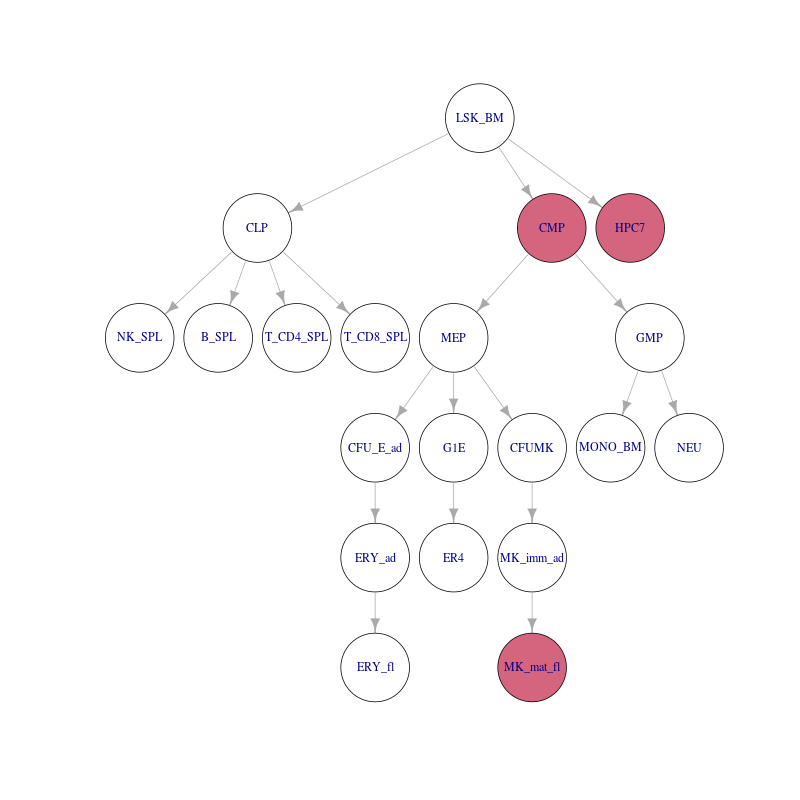 LSK_BM
CLP
CMP
HPC7
NK_SPL
B_SPL
T_CD4_SPL
T_CD8_SPL
MEP
GMP
CFU_E_ad
G1E
CFUMK
MONO_BM
NEU
ERY_ad
ER4
MK_imm_ad
ERY_fl
MK_mat_fl